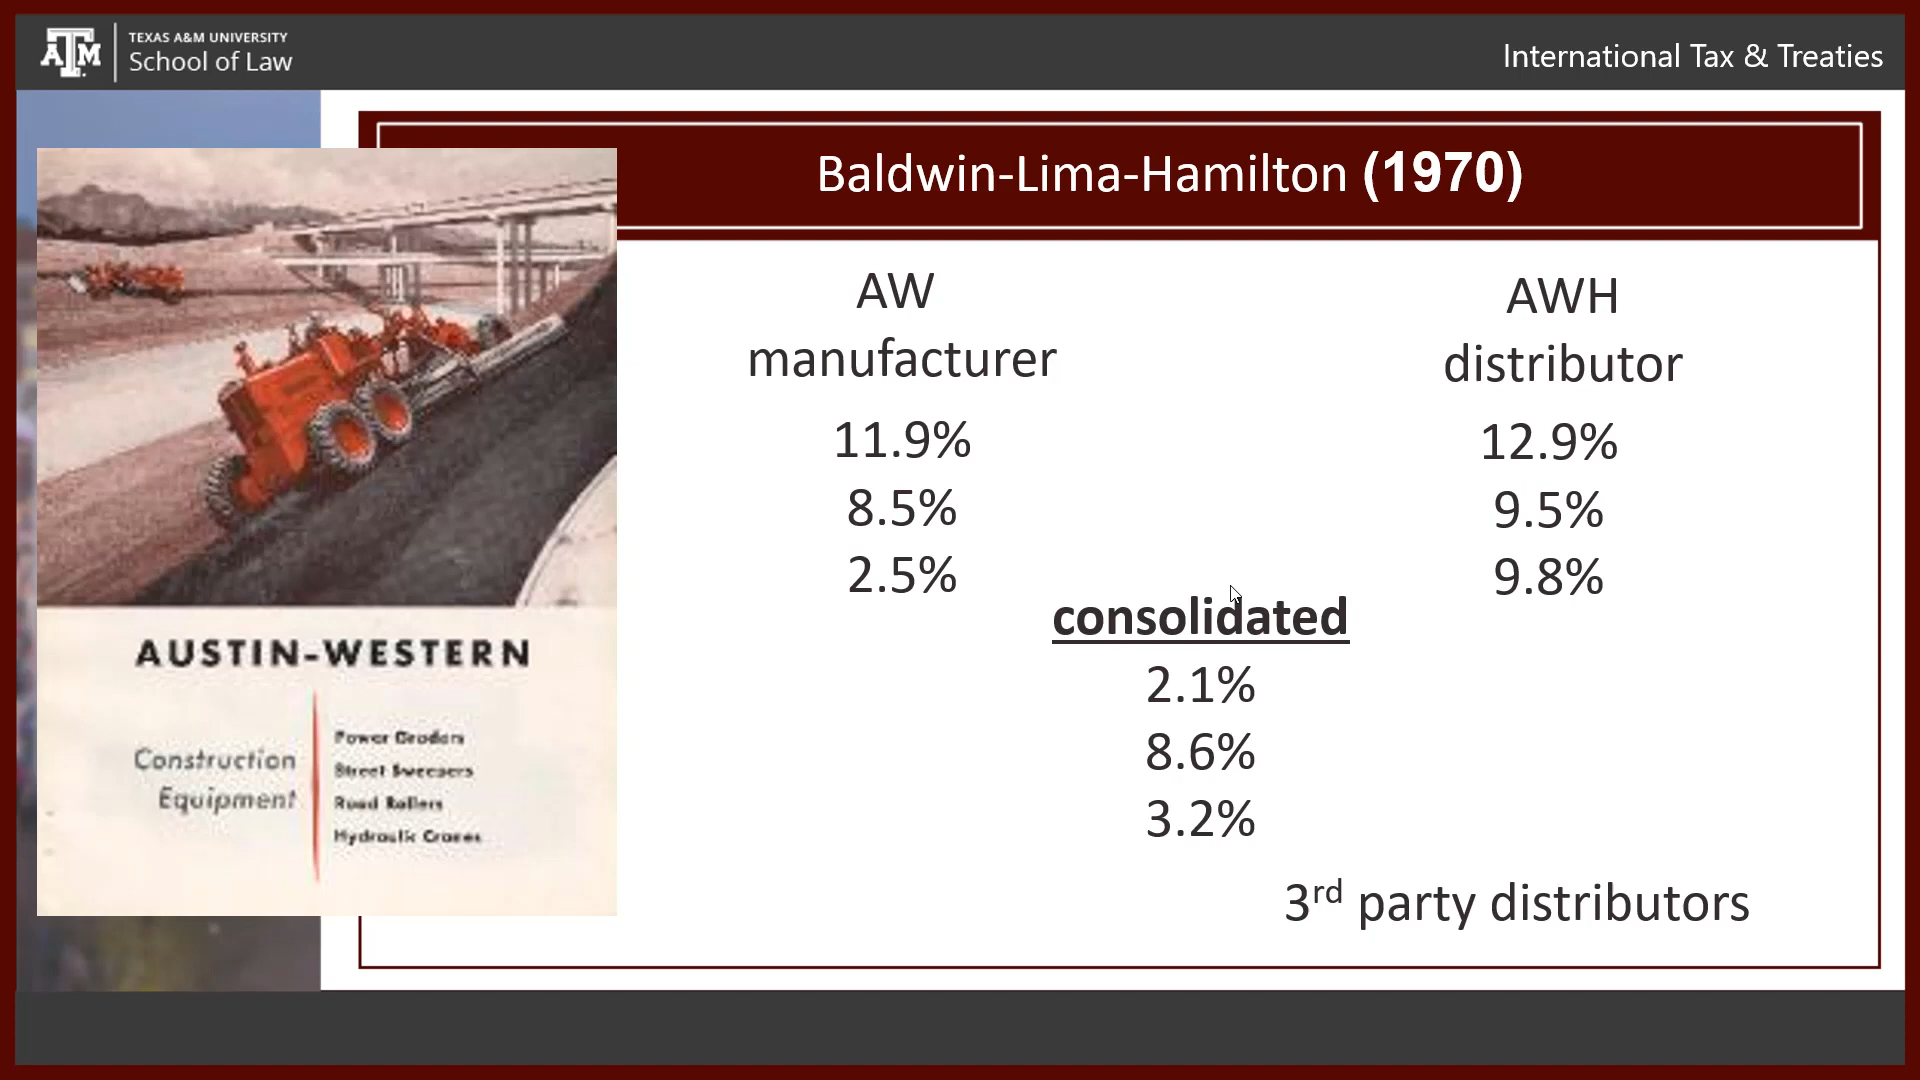 TEXAS A&M UNIVERSITY
School of Law
International Tax & Treaties
Baldwin-Lima-Hamilton (1970)
AW
manufacturer
11.9%
8.5%
2.5%
AWH
distributor
12.9%
9.5%
9.8%
consolidated
2.1%
8.6%
3.2%
3rd party distributors
AUSTIN-WESTERN
Construction
Equipment
Power Graders
Street Sweepers
Road Rollers
Hydraulic Cranes